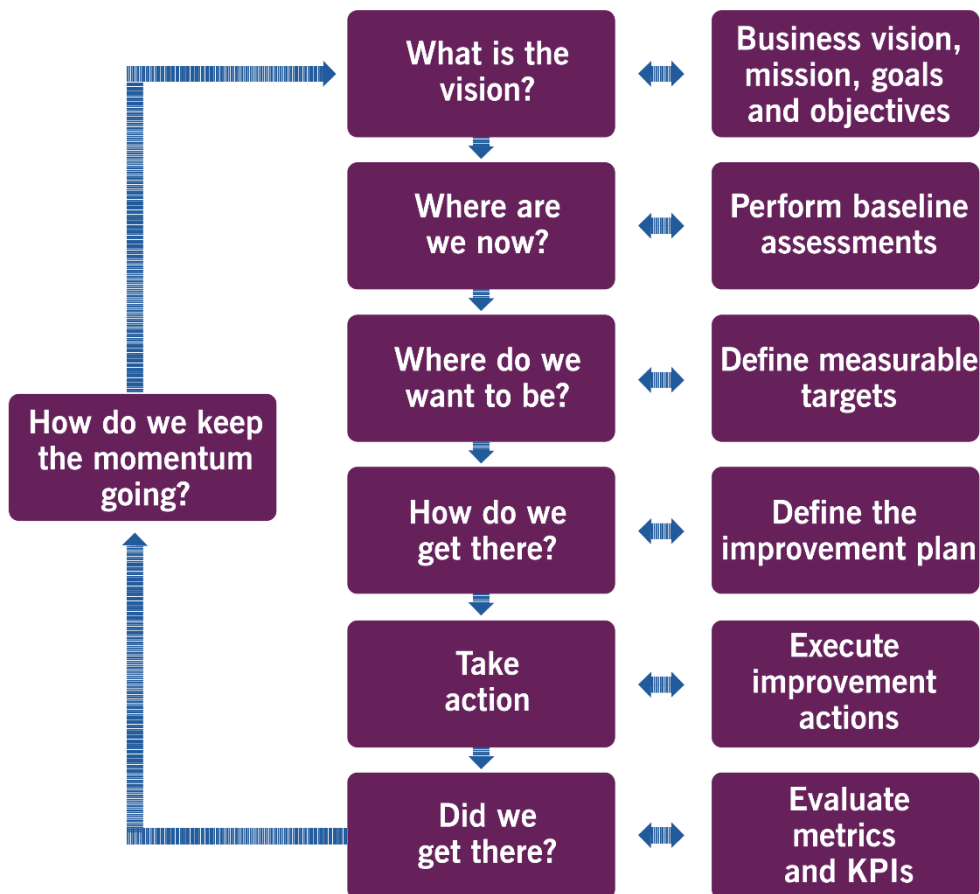 What is the
vision?
Business vision,
mission, goals
and objectives
Where are
we now?
Perform baseline
assessments
Where do we
want to be?
Define measurable
targets
How do we keep
the momentum
going?
How do we
get there?
Define the
improvement plan
Take
action
Execute
improvement
actions
Did we
get there?
Evaluate
metrics
and KPIs